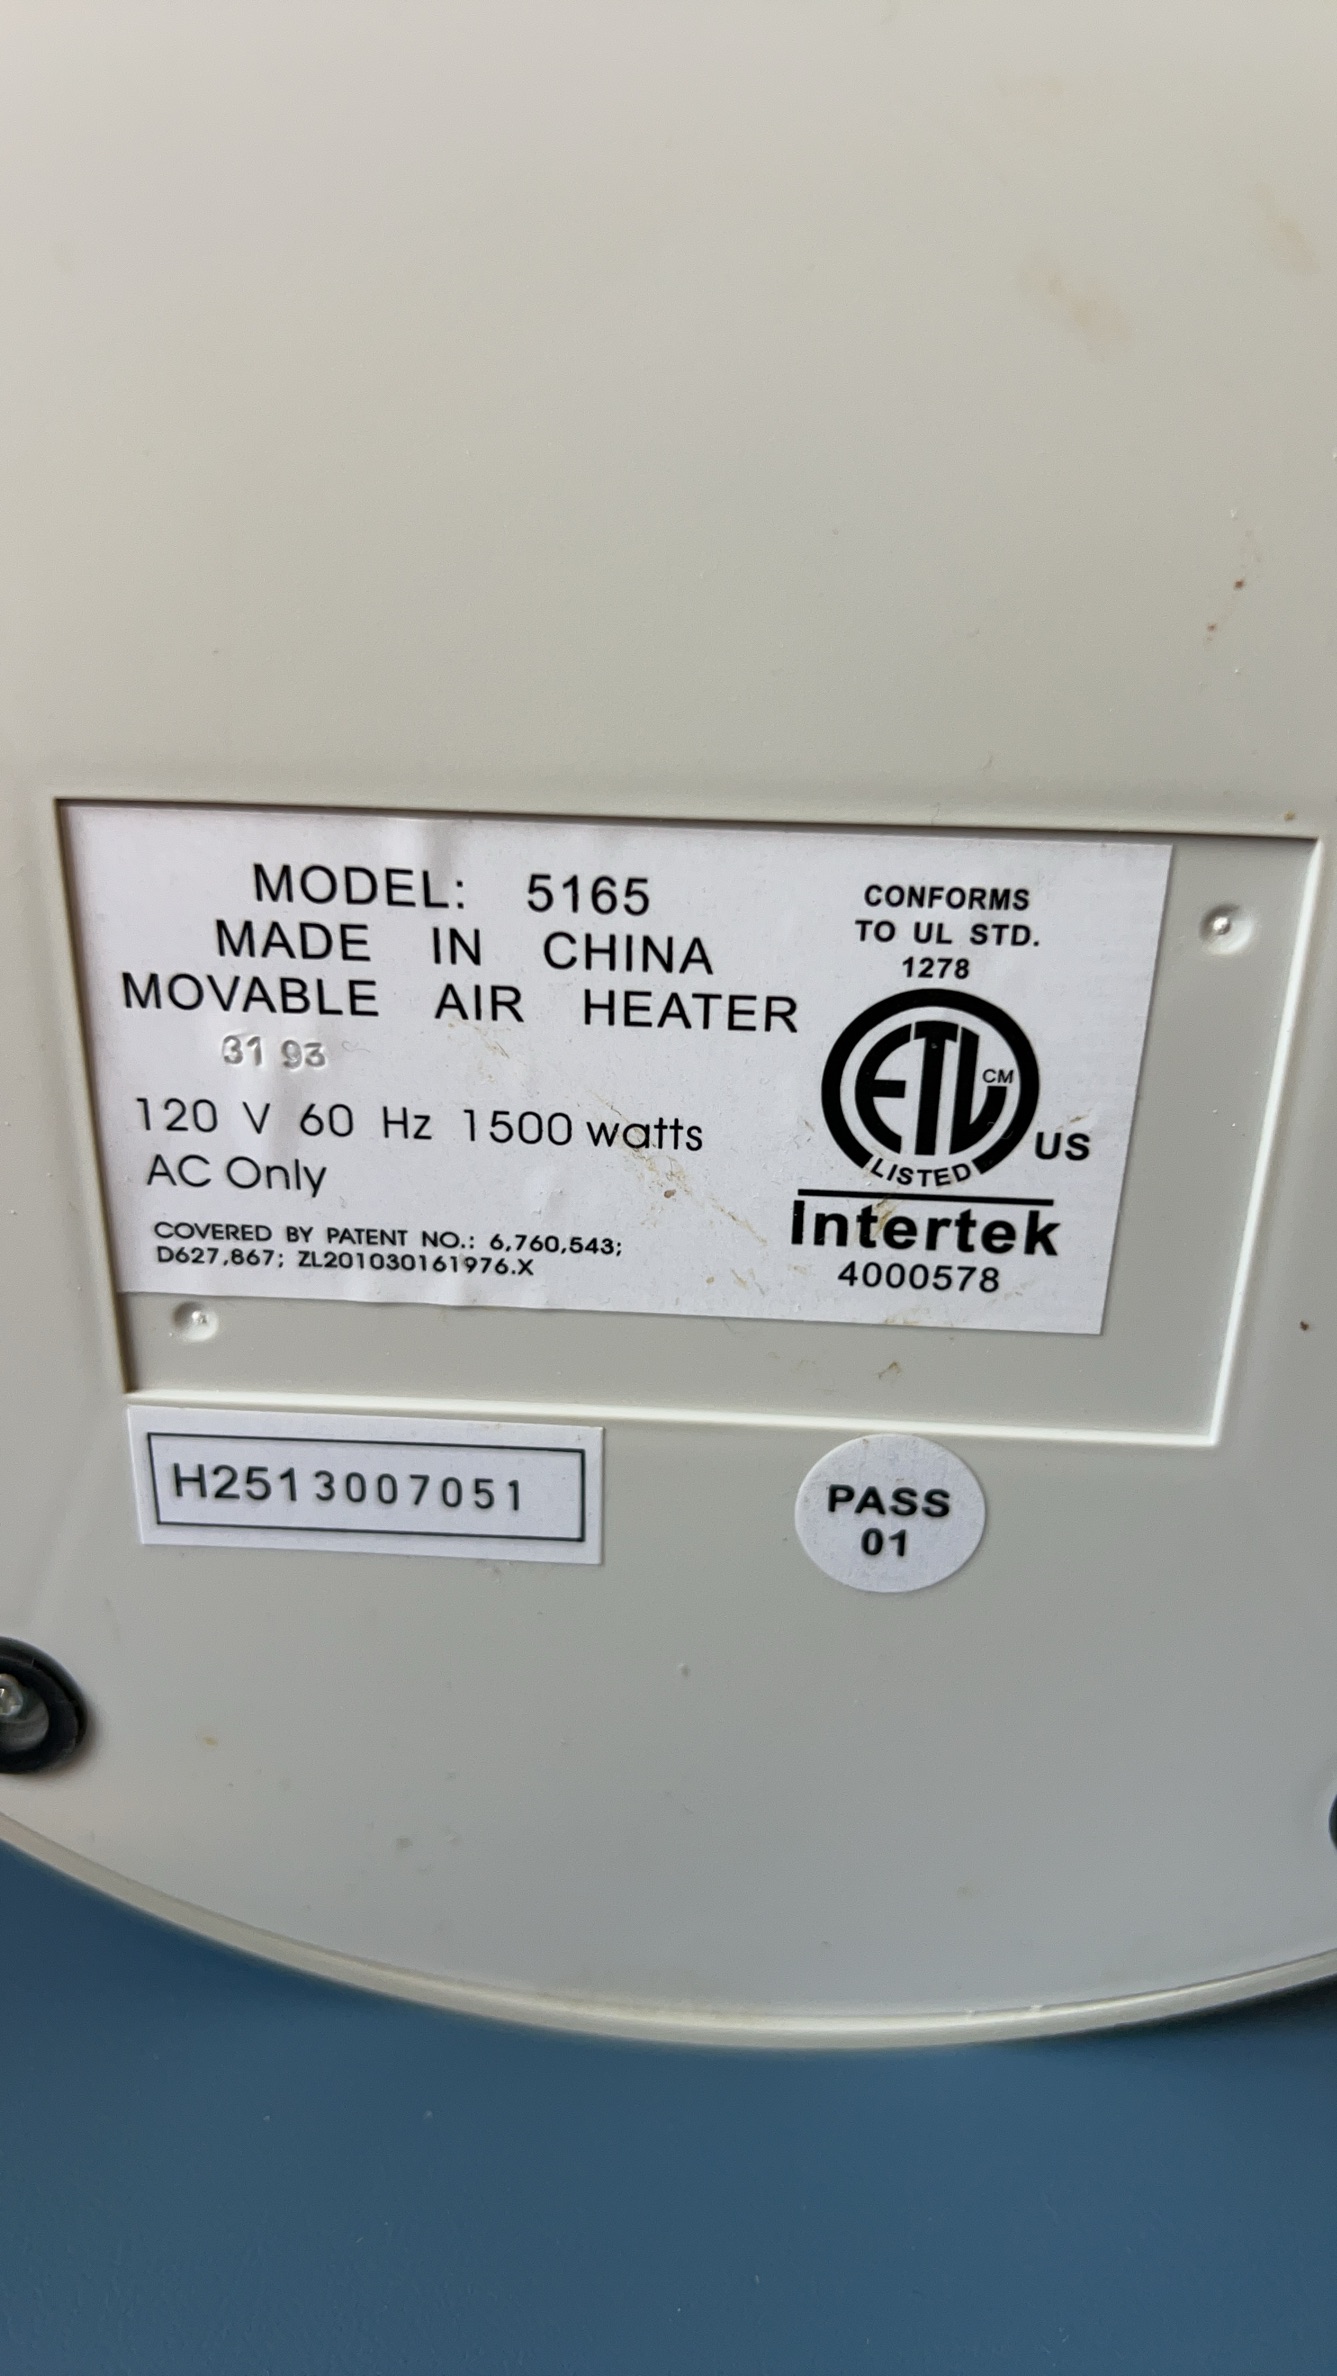 MODEL: 5165
MADE IN CHINA
MOVABLE AIR HEATER
3193
120 V 60 Hz 1500 watts
AC Only
COVERED BY PATENT NO.: 6,760,543;
D627,867; ZL201030161976.X
CONFORMS
TO UL STD.
1278
ETL CM
LISTED
US
Intertek
4000578
H2513007051
PASS
01